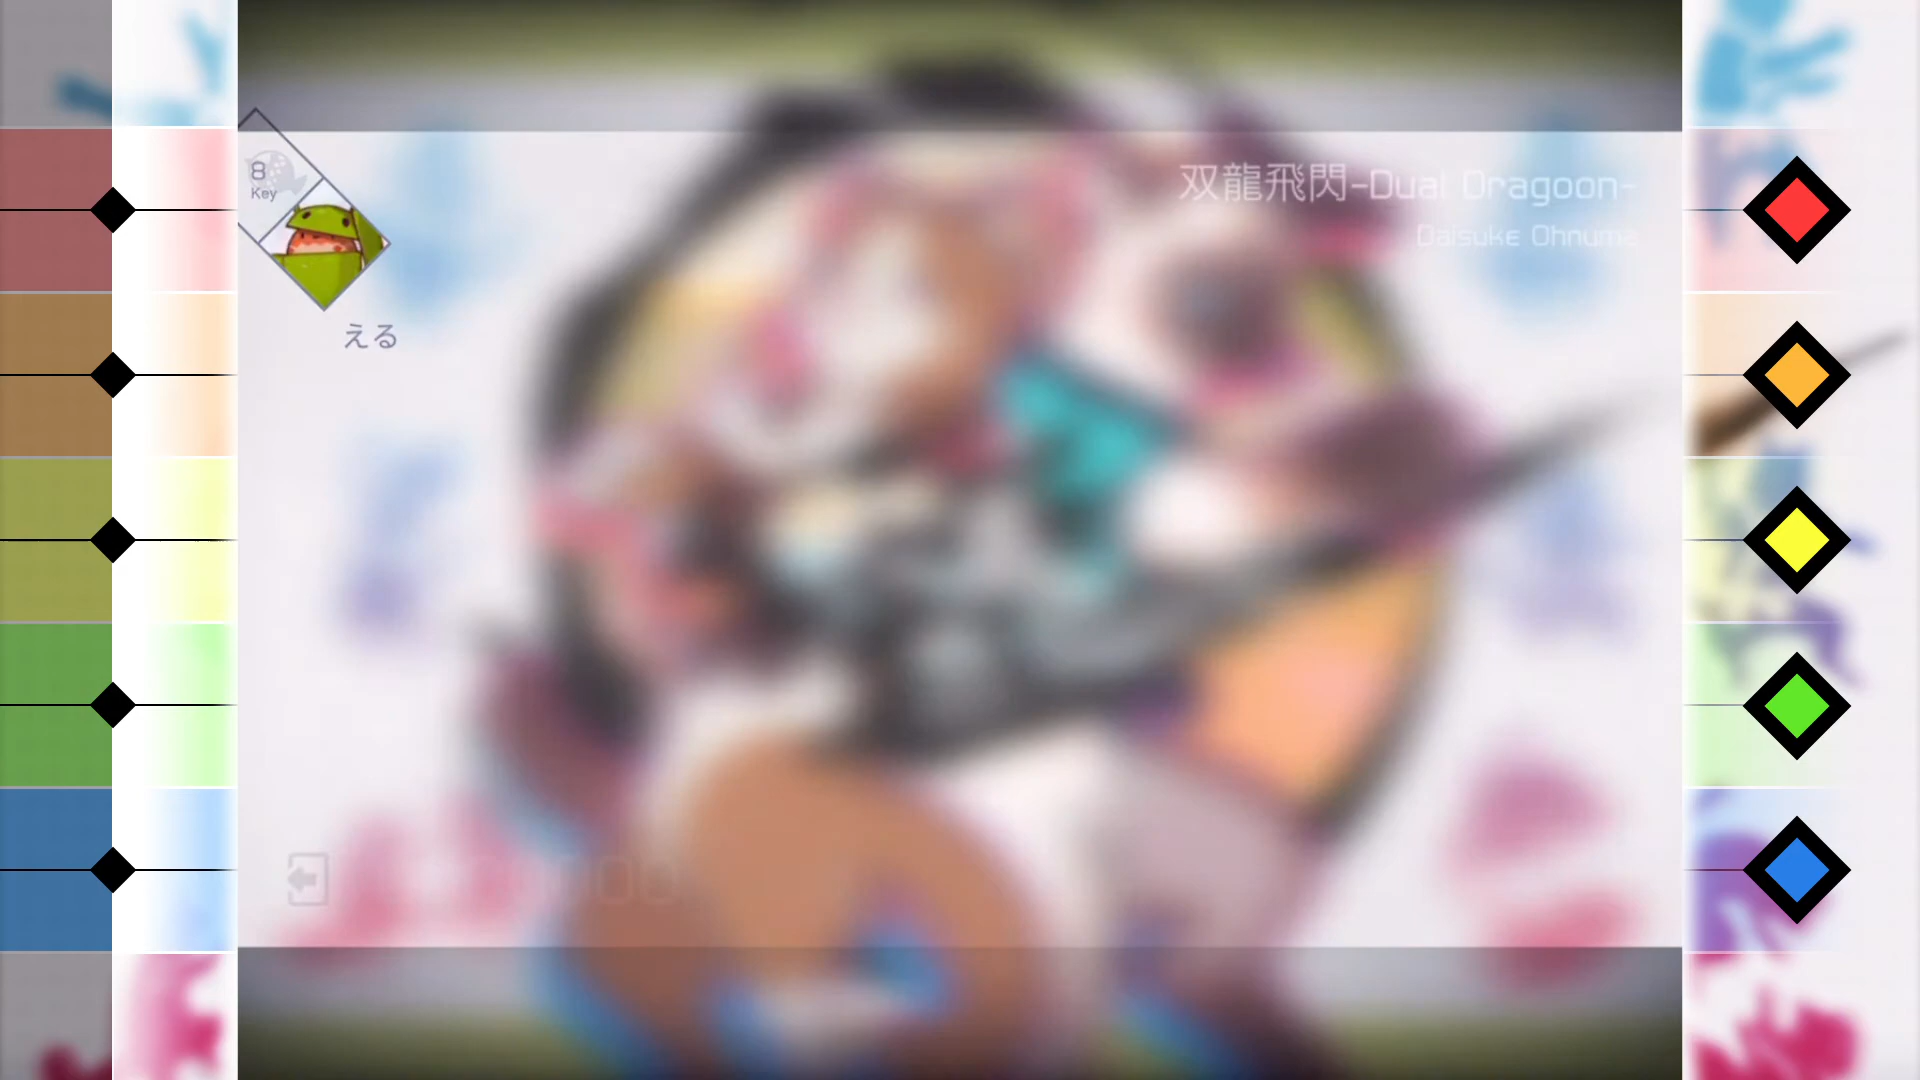 8
Key
双龍飛閃-Dual Dragoon-
Daisuke Ohnuma
える